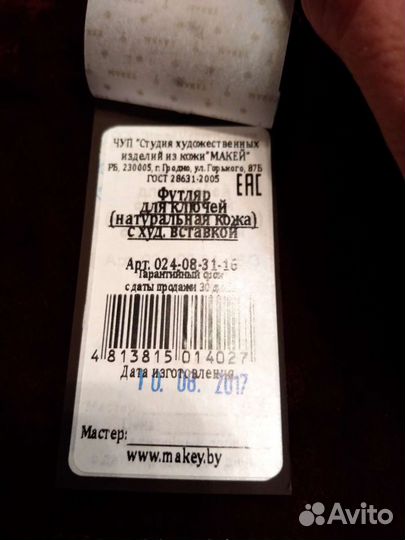 ЧУП "Студия художественных
изделий из кожи "МАКЕЙ"
РБ, 230005, г. Гродно, ул. Горького, 87Б
ГОСТ 28631-2005
EAC
Футляр
для ключей
(натуральная кожа)
с худ. вставкой
Арт. 024-08-31-16
Гарантийный срок
с даты продажи 30
4 813815 014027
Дата изготовления
10. 08. 2017
Мастер:
www.makey.by
Avito